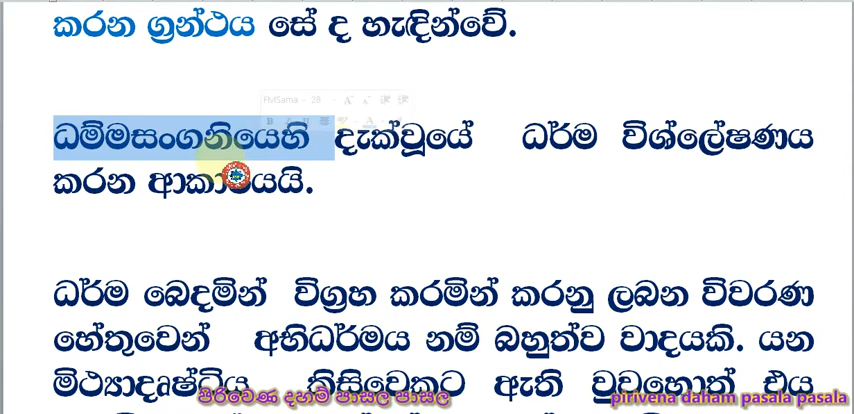 කරන ග්‍රන්ථය සේ ද හැඳින්වේ.
ධම්මසංගනියෙහි දැක්වූයේ ධර්ම විශ්ලේෂණය
කරන ආකාරයයි.
ධර්ම බෙදමින් විග්‍රහ කරමින් කරනු ලබන විවරණ
හේතුවෙන් අභිධර්මය නම් බහුත්ව වාදයකි. යන
මිථ්‍යාදෘෂ්ටිය කිසිවෙකට ඇති වුවහොත් එය
පිරිවෙණ දහම් පාසල පාසල
pirivena daham pasala pasala